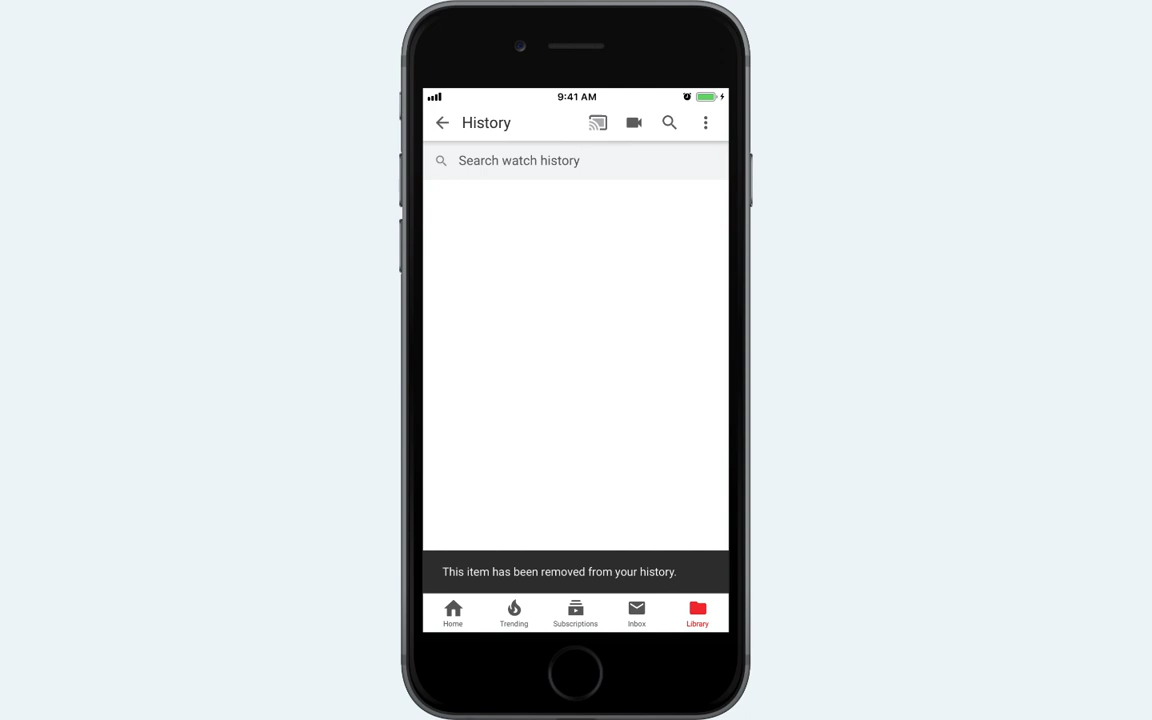 9:41 AM
History
Search watch history
This item has been removed from your history.
Home
Trending
Subscriptions
Inbox
Library